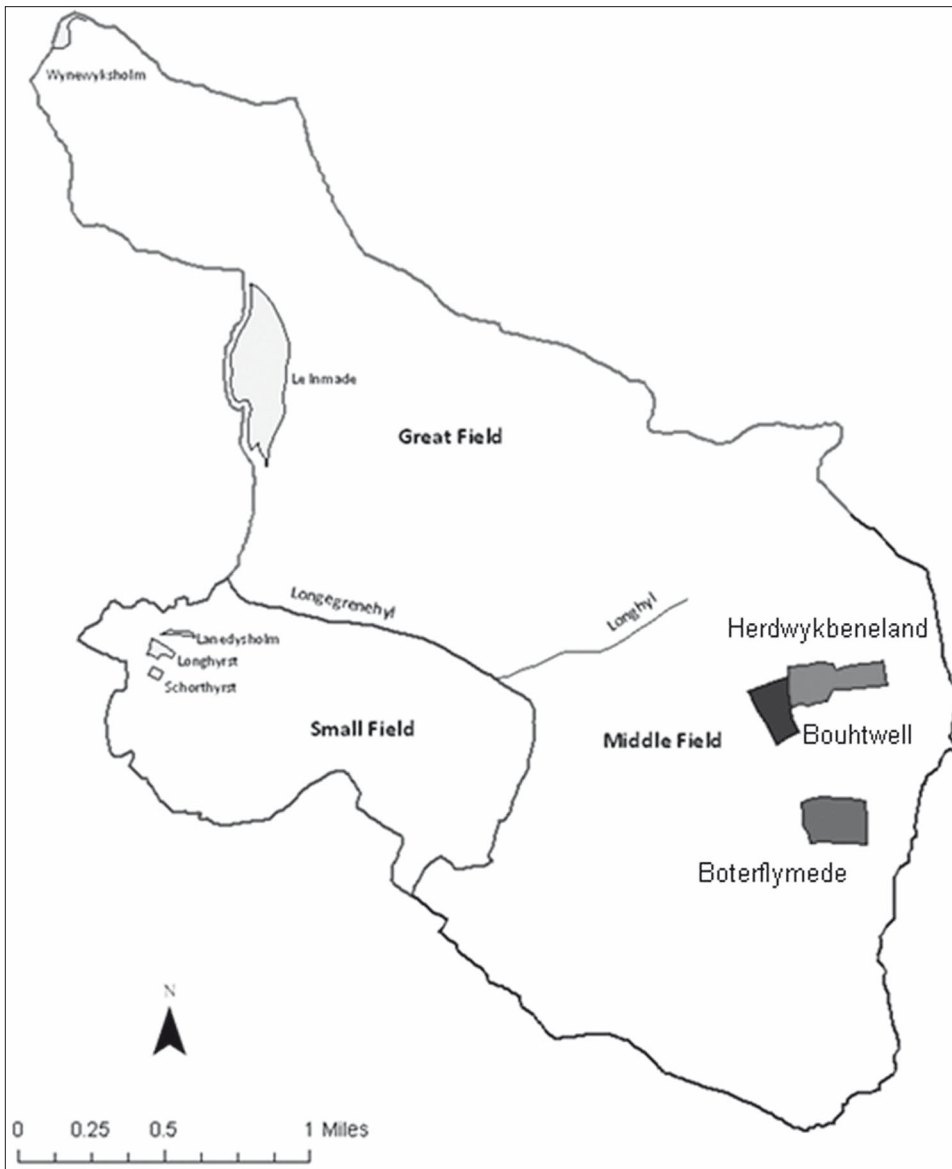 Wynewyksholm
Le Inmade
Great Field
Longegrenehyl
Longhyl
Lanedysholm
Longhyrst
Schorthyrst
Herdwykbeneland
Small Field
Middle Field
Bouhtwell
Boterflymede
N
0 0.25 0.5 1 Miles